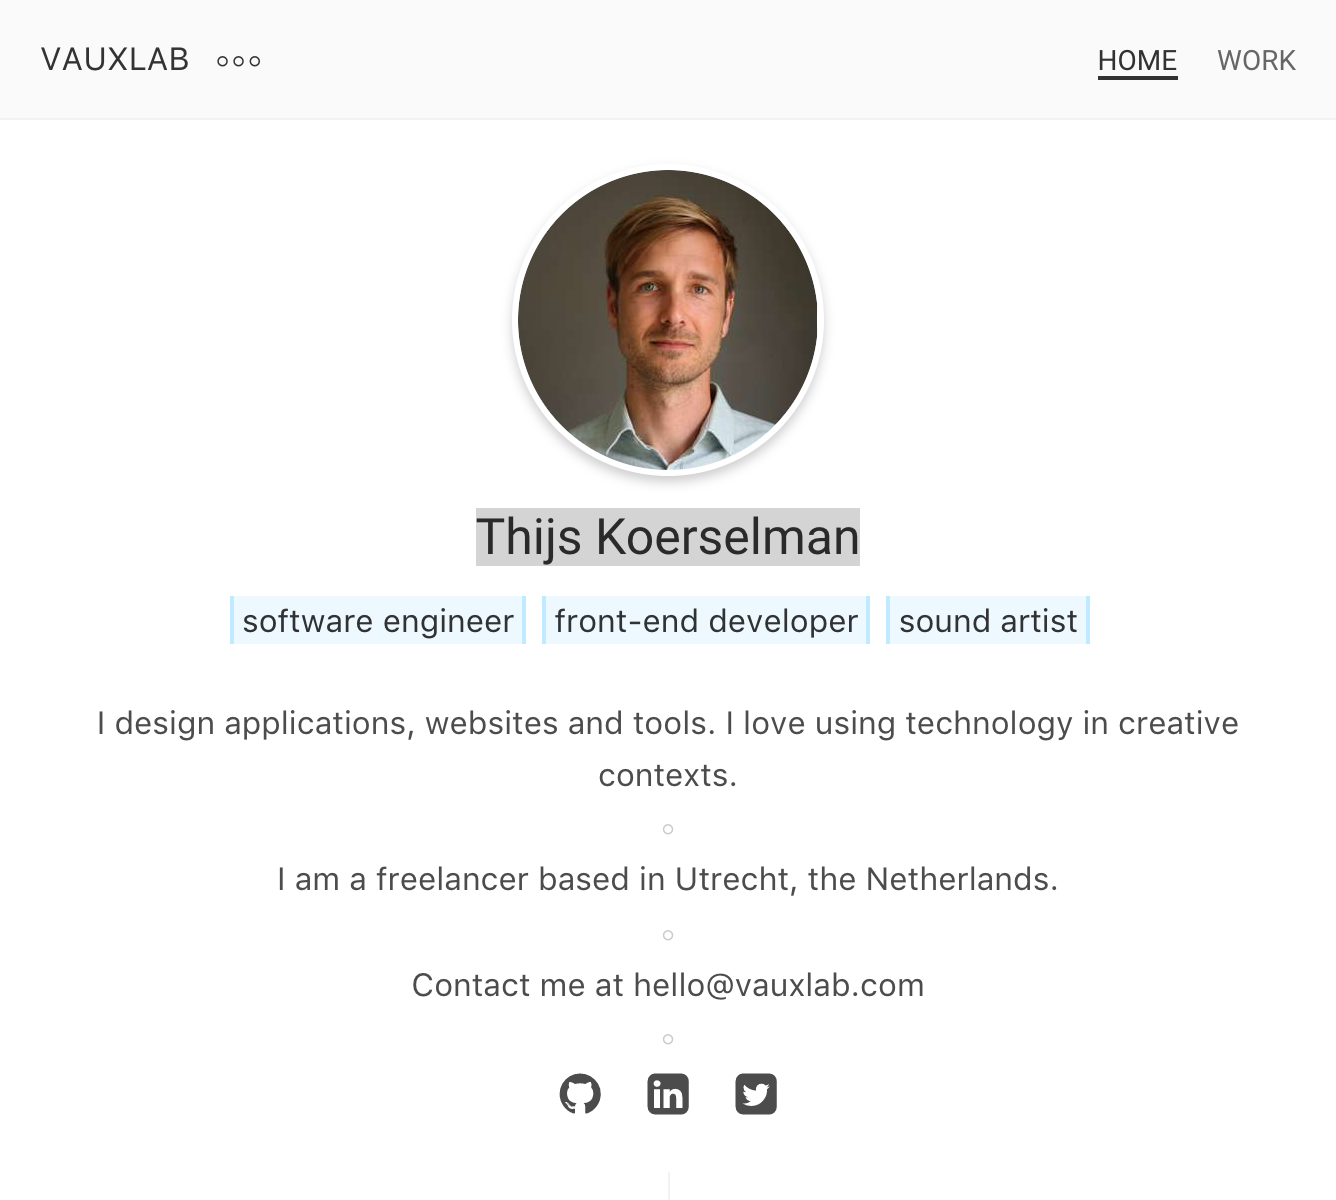 VAUXLAB
HOME WORK
Thijs Koerselman
software engineer front-end developer sound artist
I design applications, websites and tools. I love using technology in creative
contexts.
I am a freelancer based in Utrecht, the Netherlands.
Contact me at hello@vauxlab.com
in